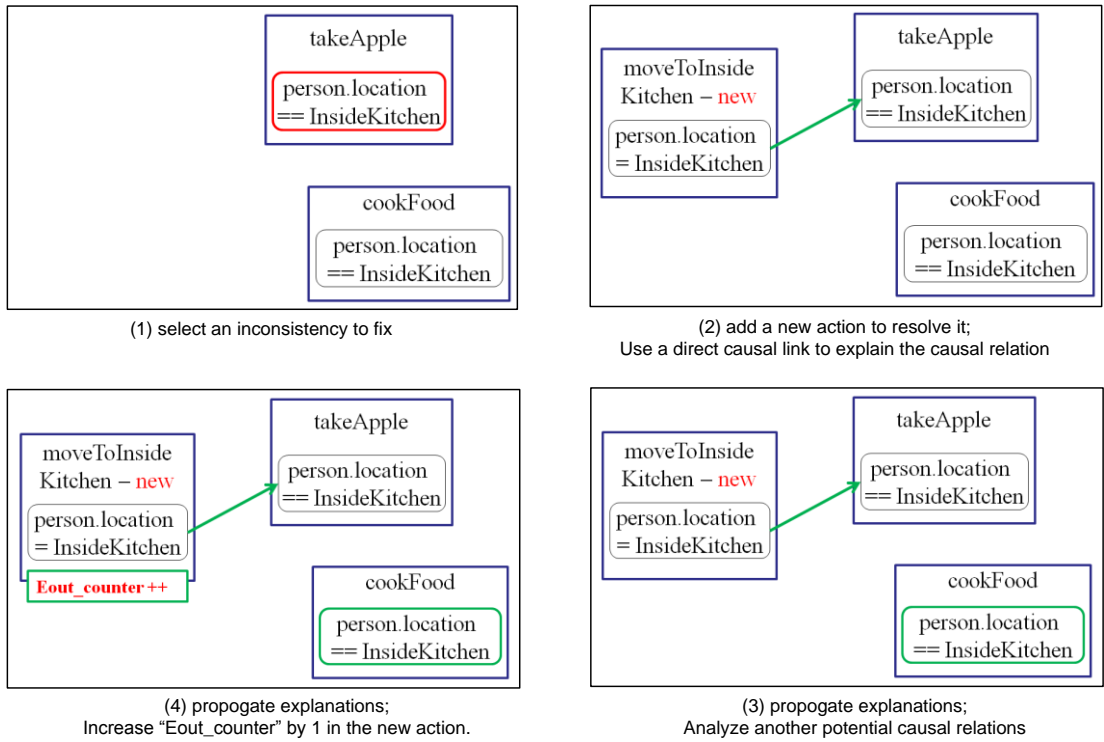 takeApple
person.location
== InsideKitchen
cookFood
person.location
== InsideKitchen
(1) select an inconsistency to fix
moveToInside
Kitchen – new
person.location
= InsideKitchen
takeApple
person.location
== InsideKitchen
cookFood
person.location
== InsideKitchen
(2) add a new action to resolve it;
Use a direct causal link to explain the causal relation
moveToInside
Kitchen – new
person.location
= InsideKitchen
Eout_counter ++
takeApple
person.location
== InsideKitchen
cookFood
person.location
== InsideKitchen
(4) propogate explanations;
Increase “Eout_counter” by 1 in the new action.
moveToInside
Kitchen – new
person.location
= InsideKitchen
takeApple
person.location
== InsideKitchen
cookFood
person.location
== InsideKitchen
(3) propogate explanations;
Analyze another potential causal relations